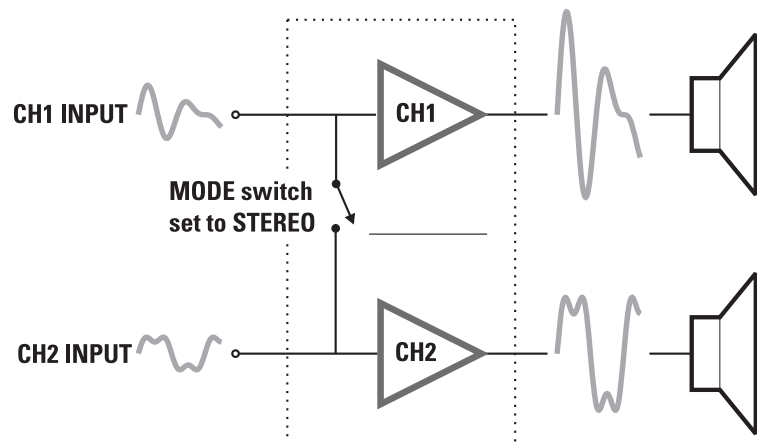 CH1 INPUT
CH1
MODE switch
set to STEREO
CH2 INPUT
CH2